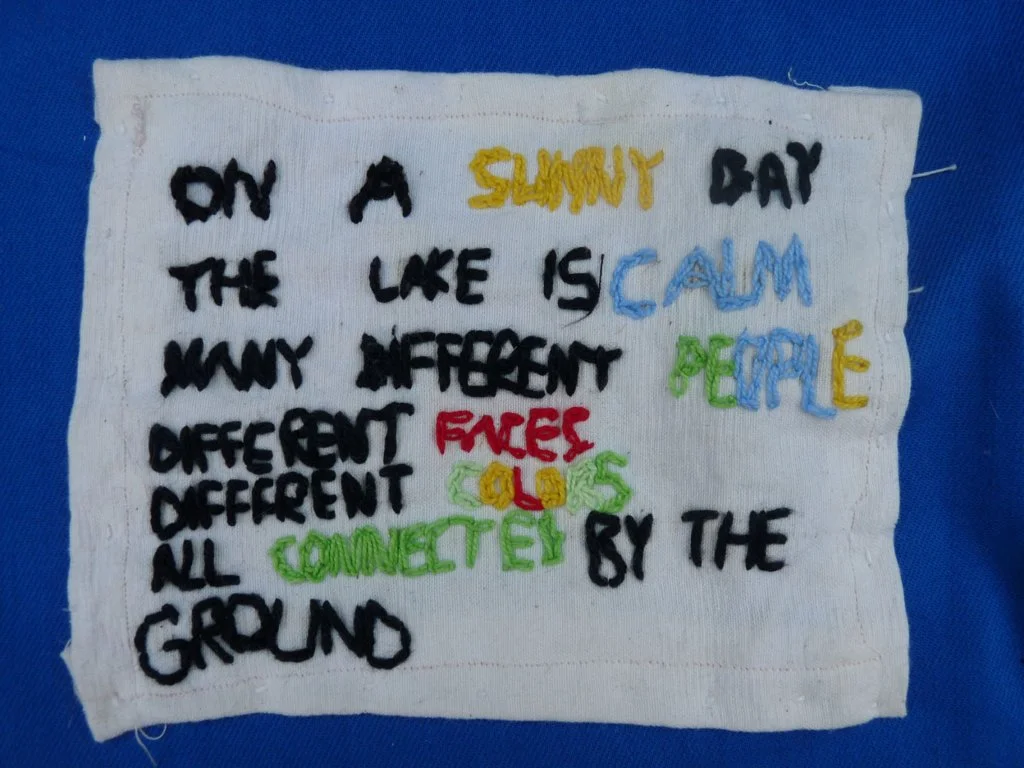 ON A SUNNY DAY
THE LAKE IS CALM
MANY DIFFERENT PEOPLE
DIFFERENT FACES
DIFFERENT COLORS
ALL CONNECTED BY THE
GROUND